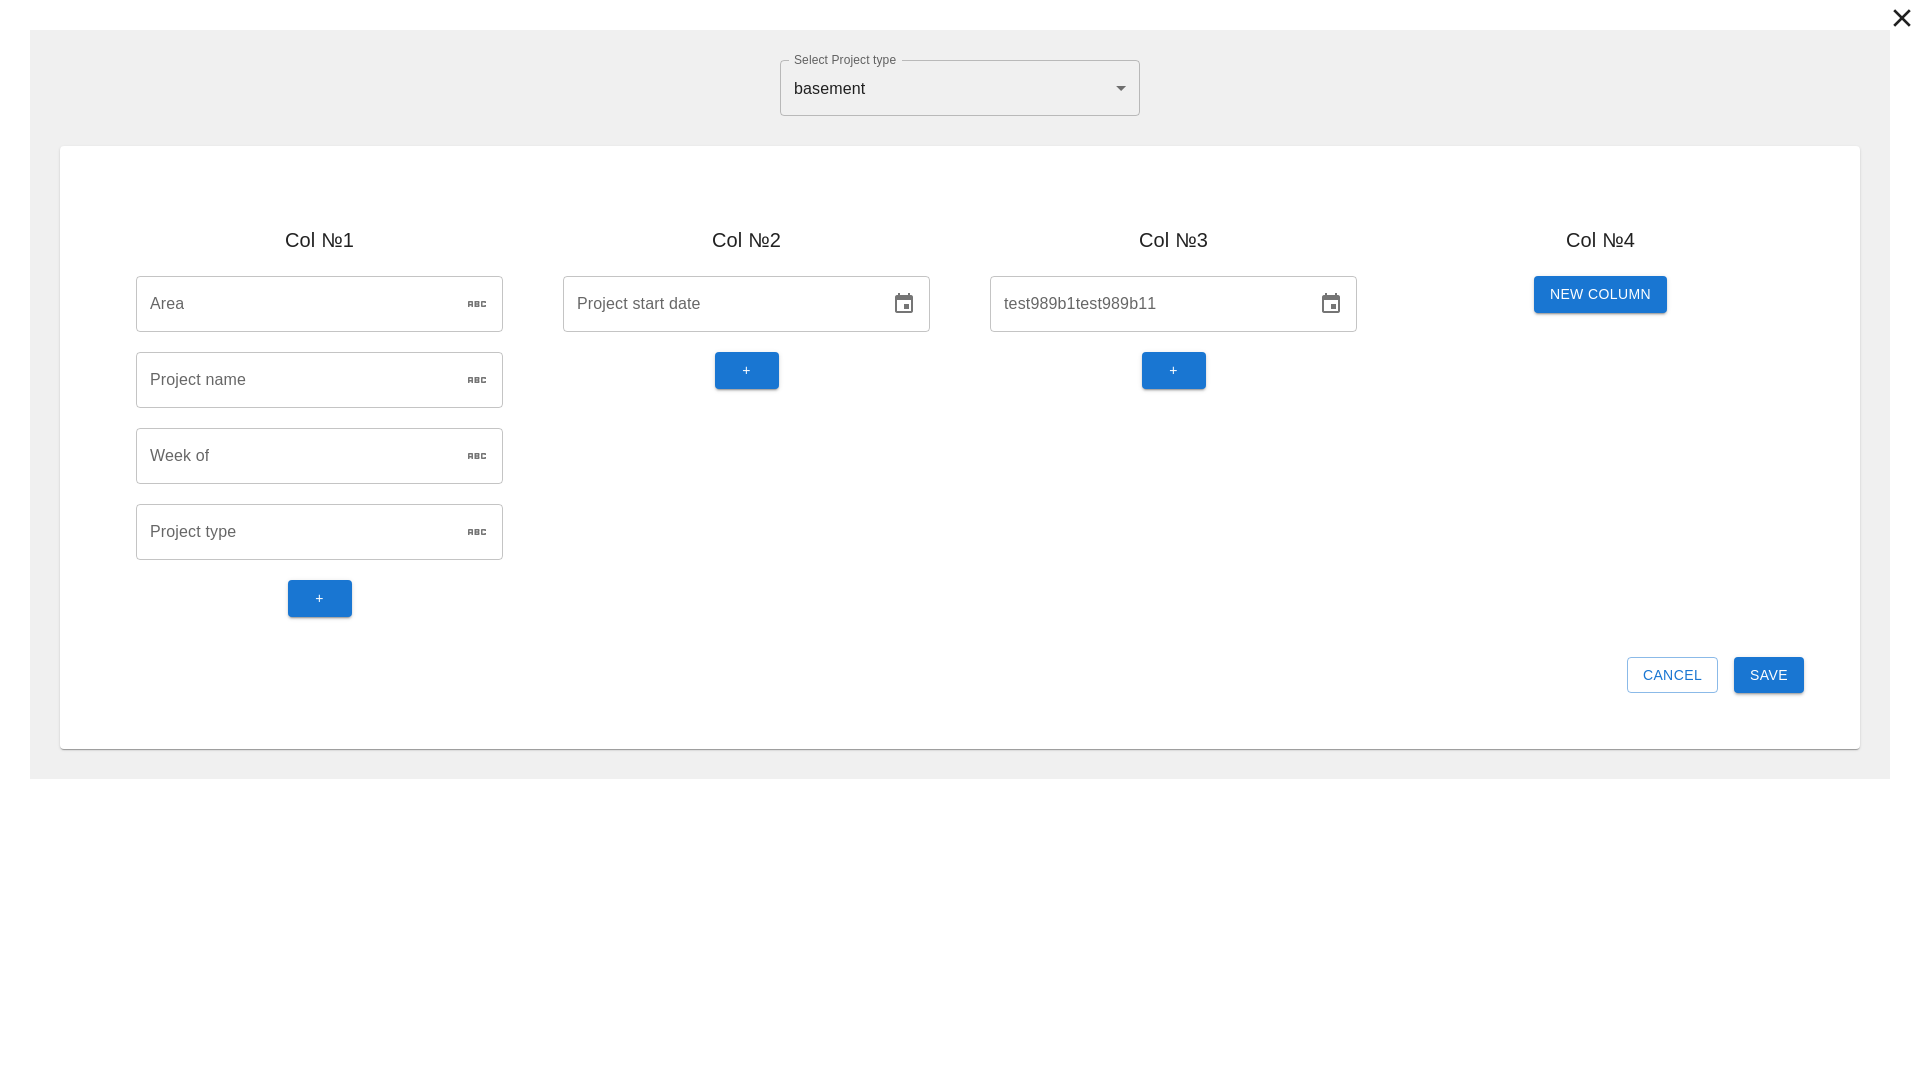 Select Project type
basement
Col №1
Area ABC
Project name ABC
Week of ABC
Project type ABC
+
Col №2
Project start date
+
Col №3
test989b1test989b11
+
Col №4
NEW COLUMN
CANCEL
SAVE